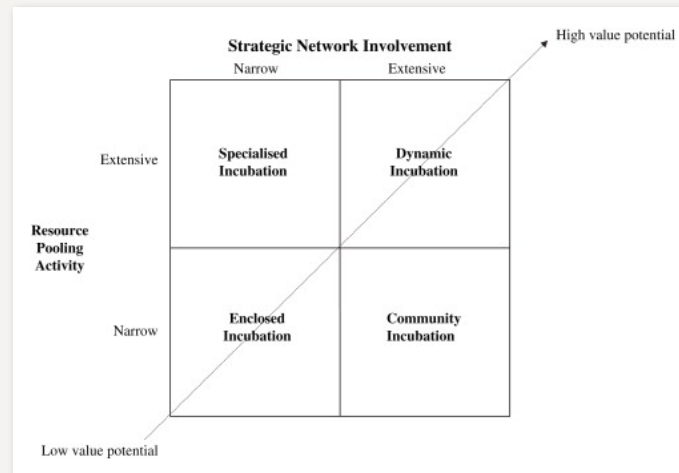 High value potential
Strategic Network Involvement
Narrow
Extensive
Extensive
Specialised
Incubation
Dynamic
Incubation
Resource
Pooling
Activity
Narrow
Enclosed
Incubation
Community
Incubation
Low value potential